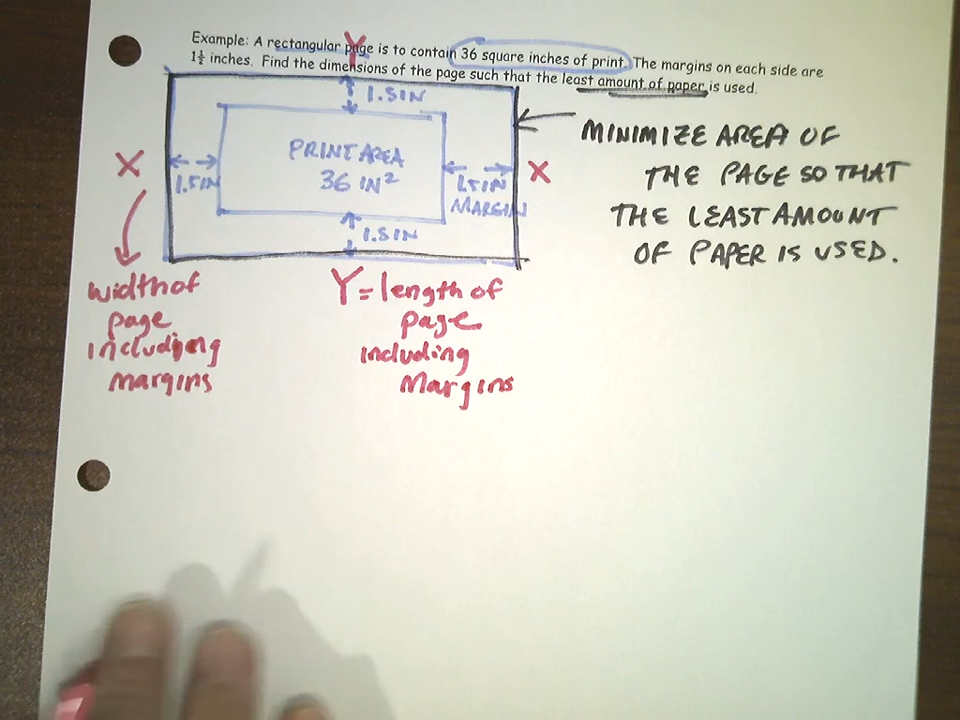 Example: A rectangular page is to contain 36 square inches of print. The margins on each side are
1½ inches. Find the dimensions of the page such that the least amount of paper is used.
Y
1.5IN
PRINT AREA
36 IN²
X
1.5IN
1.5IN
MARGIN
X
1.5IN
MINIMIZE AREA OF
THE PAGE SO THAT
THE LEAST AMOUNT
OF PAPER IS USED.
width of
page
including
margins
Y = length of
page
including
Margins